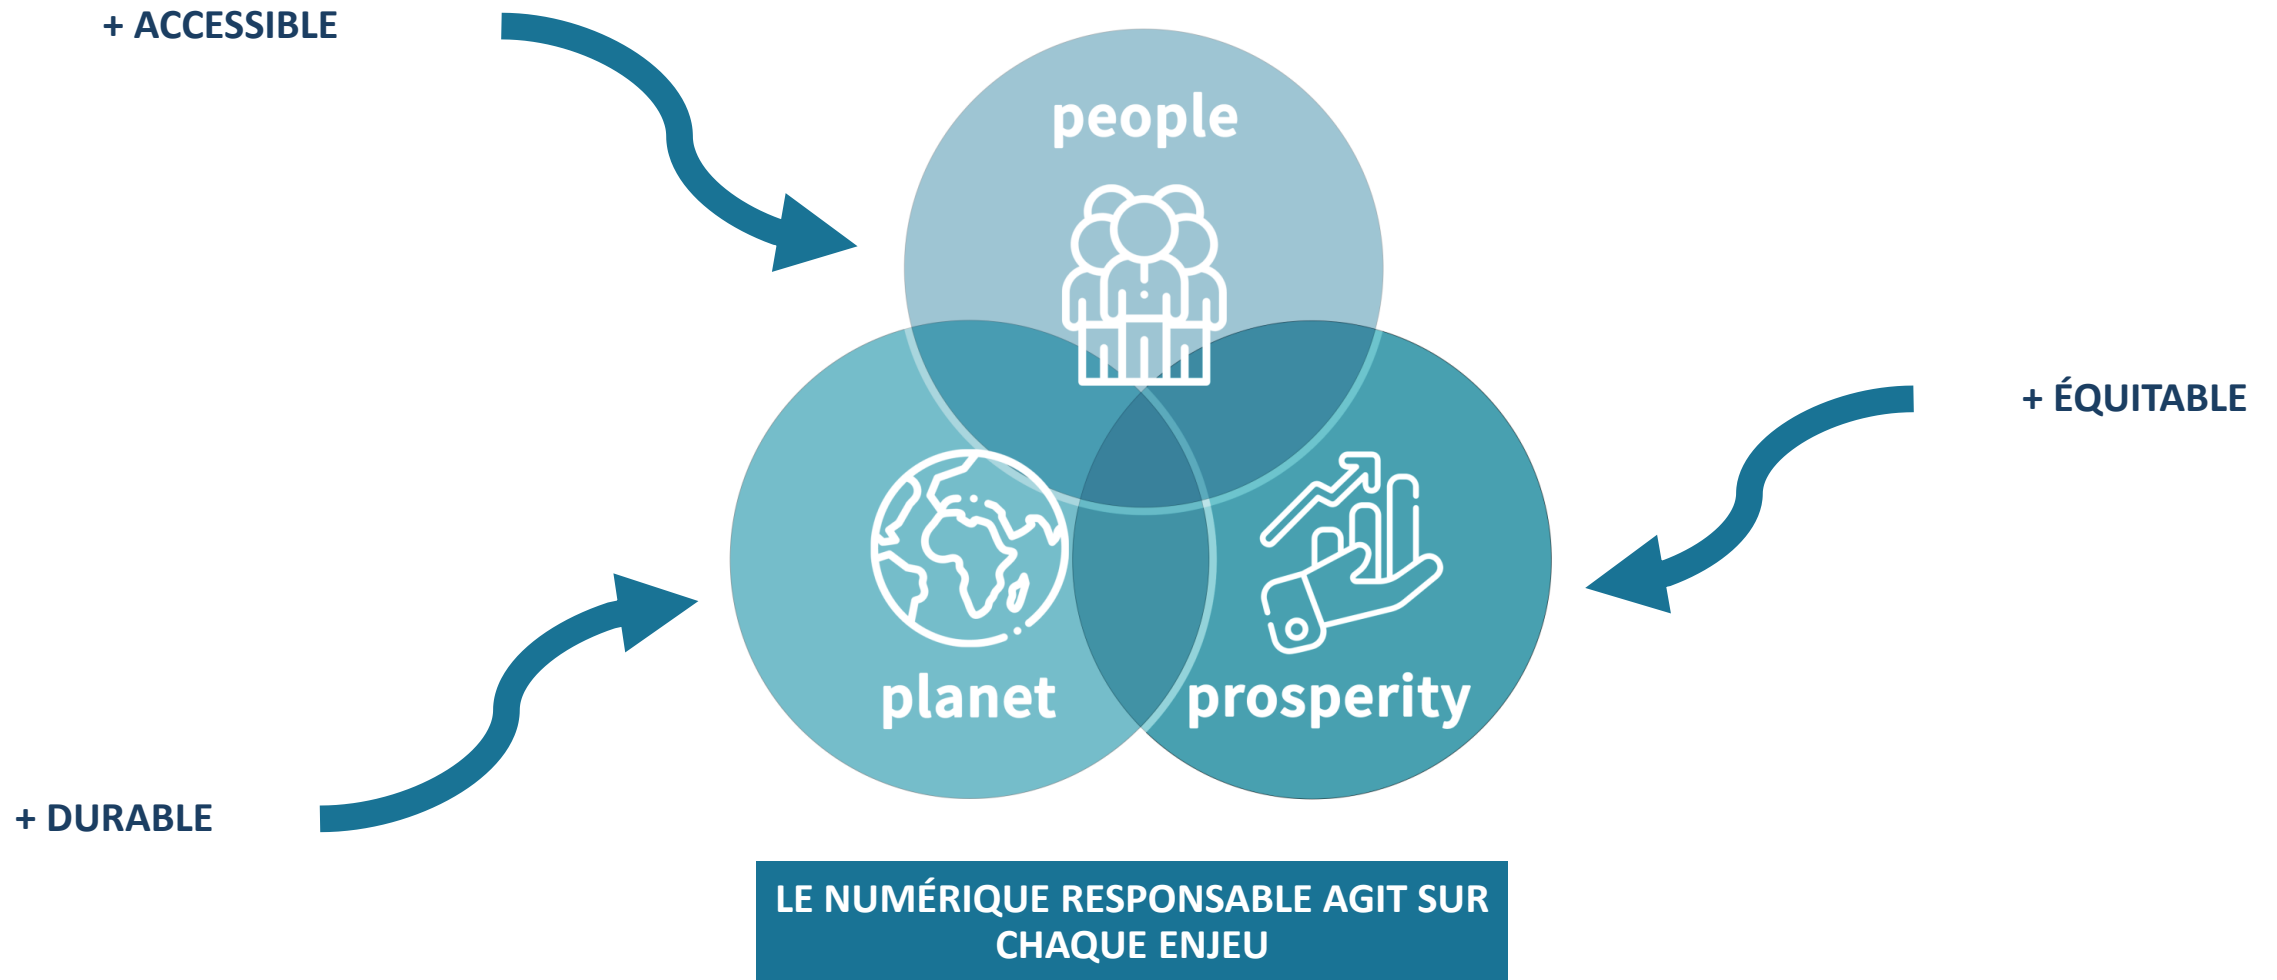 + ACCESSIBLE
people
+ ÉQUITABLE
planet
prosperity
+ DURABLE
LE NUMÉRIQUE RESPONSABLE AGIT SUR
CHAQUE ENJEU